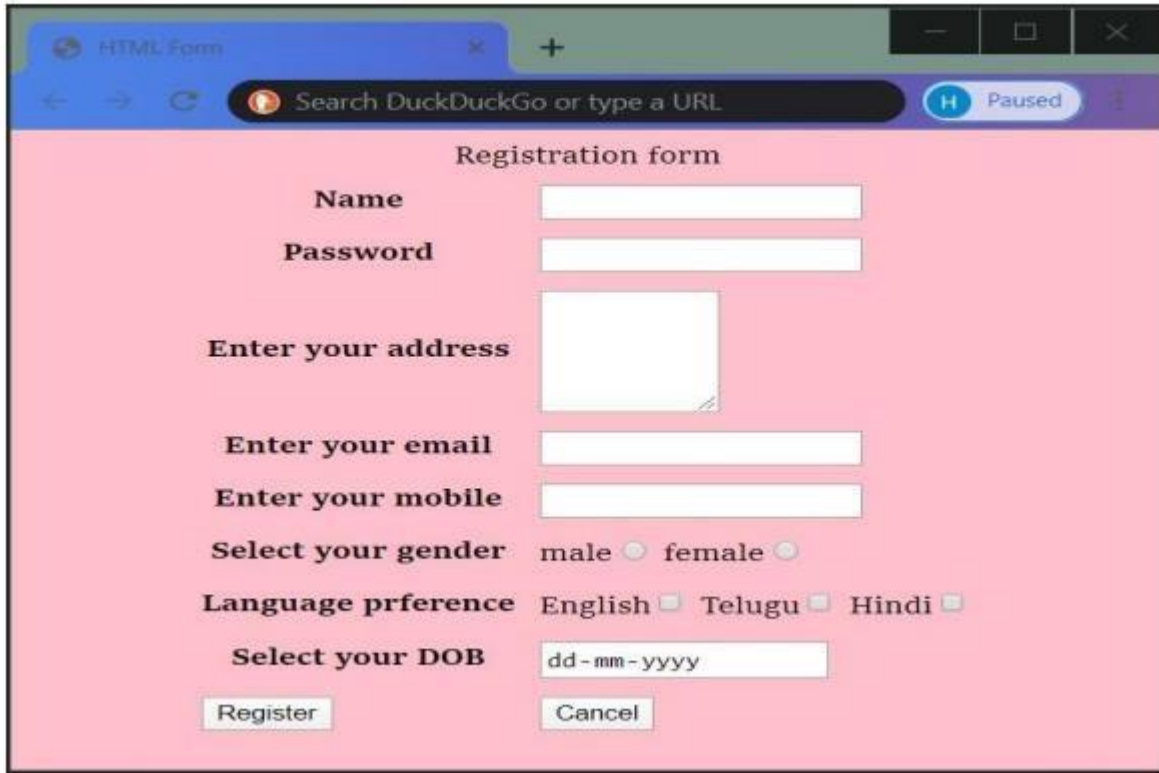 HTML Form
Search DuckDuckGo or type a URL
H Paused
Registration form
Name
Password
Enter your address
Enter your email
Enter your mobile
Select your gender male female
Language prference English Telugu Hindi
Select your DOB dd-mm-yyyy
Register Cancel